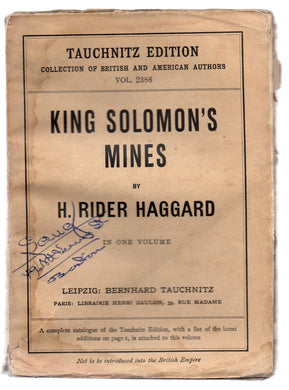 TAUCHNITZ EDITION
COLLECTION OF BRITISH AND AMERICAN AUTHORS
VOL. 2386
KING SOLOMON'S
MINES
BY
H. RIDER HAGGARD
IN ONE VOLUME
LEIPZIG: BERNHARD TAUCHNITZ
PARIS: LIBRAIRIE HENRI GAULON, 39, RUE MADAME
A complete catalogue of the Tauchnitz Edition, with a list of the latest
additions on page 1, is attached to this volume
Not to be introduced into the British Empire